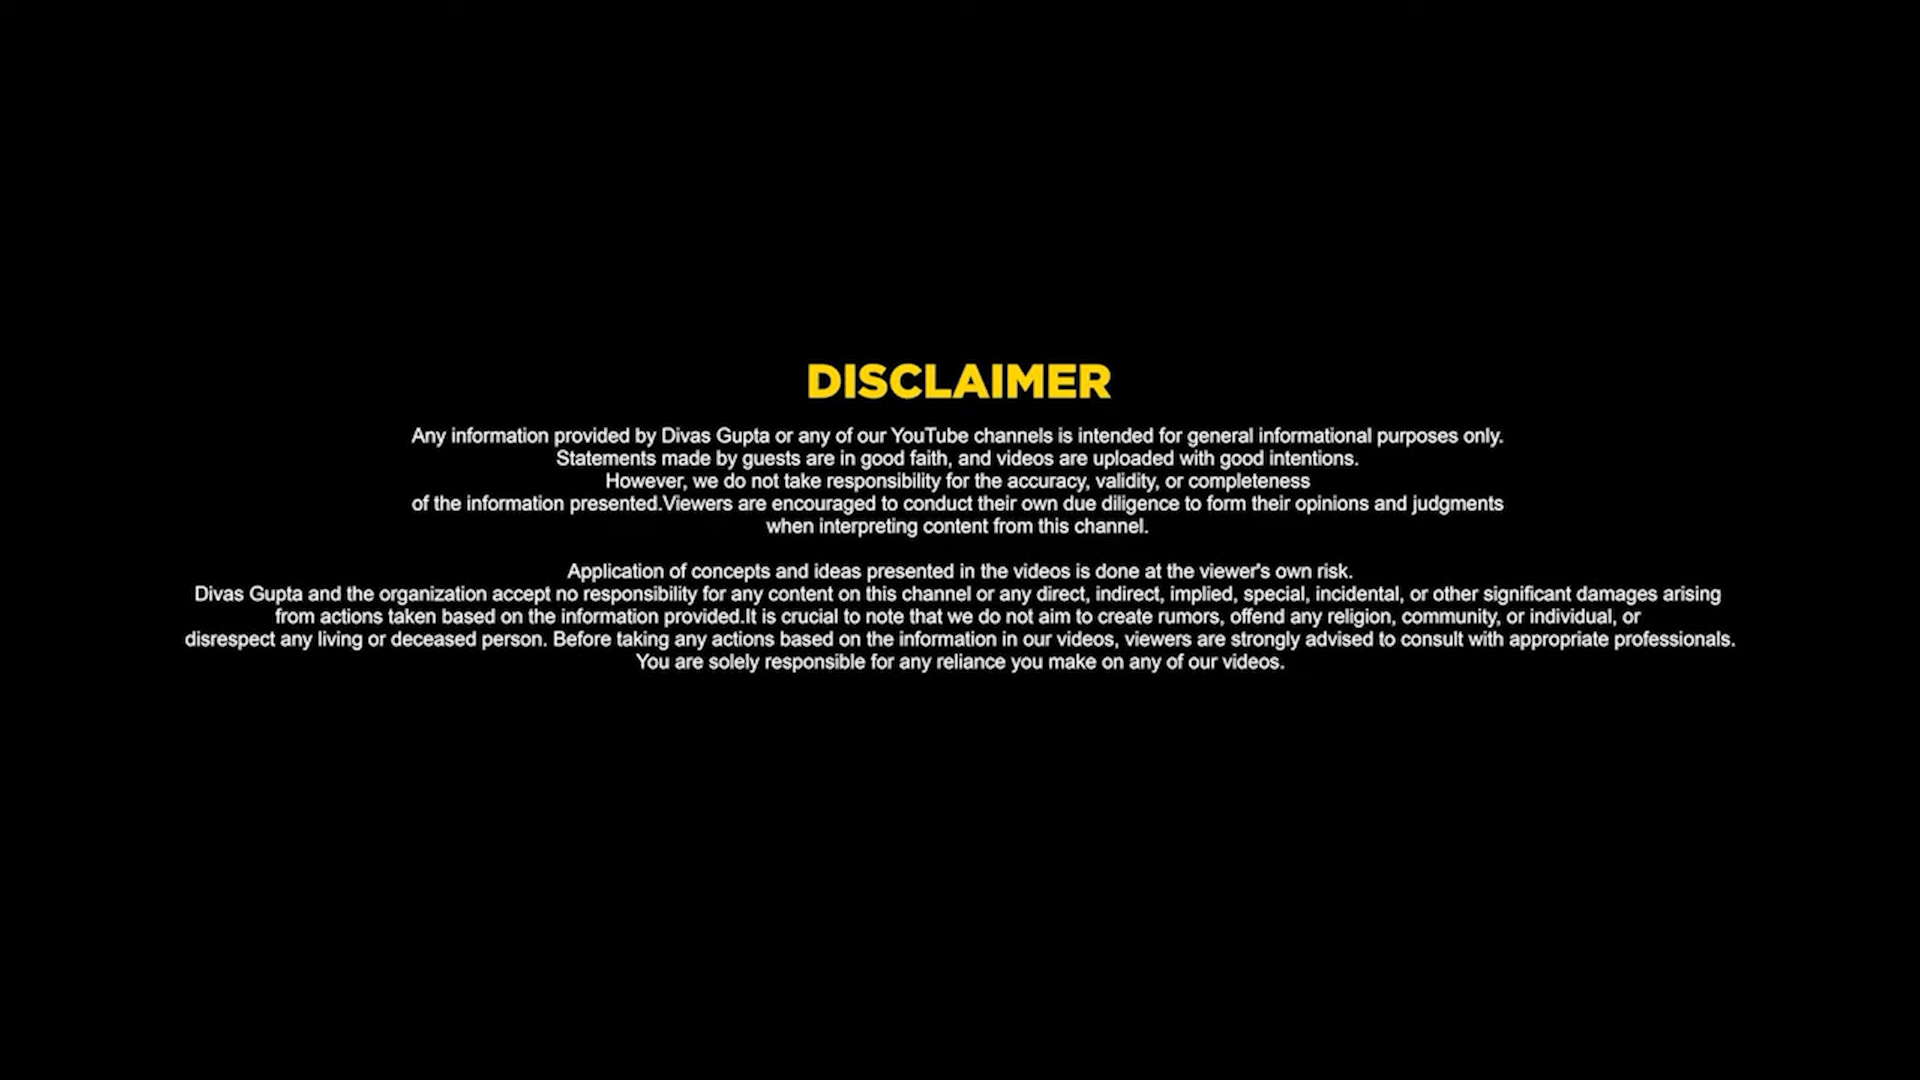 DISCLAIMER
Any information provided by Divas Gupta or any of our YouTube channels is intended for general informational purposes only.
Statements made by guests are in good faith, and videos are uploaded with good intentions.
However, we do not take responsibility for the accuracy, validity, or completeness
of the information presented.Viewers are encouraged to conduct their own due diligence to form their opinions and judgments
when interpreting content from this channel.
Application of concepts and ideas presented in the videos is done at the viewer's own risk.
Divas Gupta and the organization accept no responsibility for any content on this channel or any direct, indirect, implied, special, incidental, or other significant damages arising
from actions taken based on the information provided.It is crucial to note that we do not aim to create rumors, offend any religion, community, or individual, or
disrespect any living or deceased person. Before taking any actions based on the information in our videos, viewers are strongly advised to consult with appropriate professionals.
You are solely responsible for any reliance you make on any of our videos.